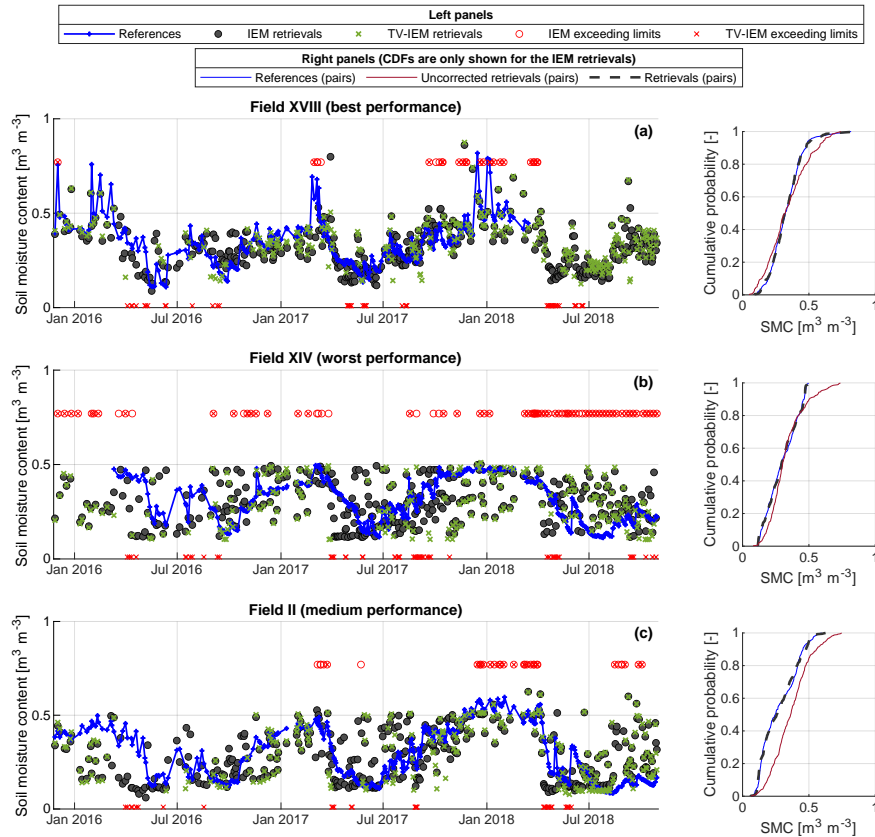 Left panels
References IEM retrievals TV-IEM retrievals IEM exceeding limits TV-IEM exceeding limits
Right panels (CDFs are only shown for the IEM retrievals)
References (pairs) Uncorrected retrievals (pairs) Retrievals (pairs)
Field XVIII (best performance)
(a)
Soil moisture content [m³ m⁻³]
1
0.5
0
Jan 2016 Jul 2016 Jan 2017 Jul 2017 Jan 2018 Jul 2018
Cumulative probability [-]
1
0.8
0.6
0.4
0.2
0
0 0.5 1
SMC [m³ m⁻³]
Field XIV (worst performance)
(b)
Soil moisture content [m³ m⁻³]
1
0.5
0
Jan 2016 Jul 2016 Jan 2017 Jul 2017 Jan 2018 Jul 2018
Cumulative probability [-]
1
0.8
0.6
0.4
0.2
0
0 0.5 1
SMC [m³ m⁻³]
Field II (medium performance)
(c)
Soil moisture content [m³ m⁻³]
1
0.5
0
Jan 2016 Jul 2016 Jan 2017 Jul 2017 Jan 2018 Jul 2018
Cumulative probability [-]
1
0.8
0.6
0.4
0.2
0
0 0.5 1
SMC [m³ m⁻³]